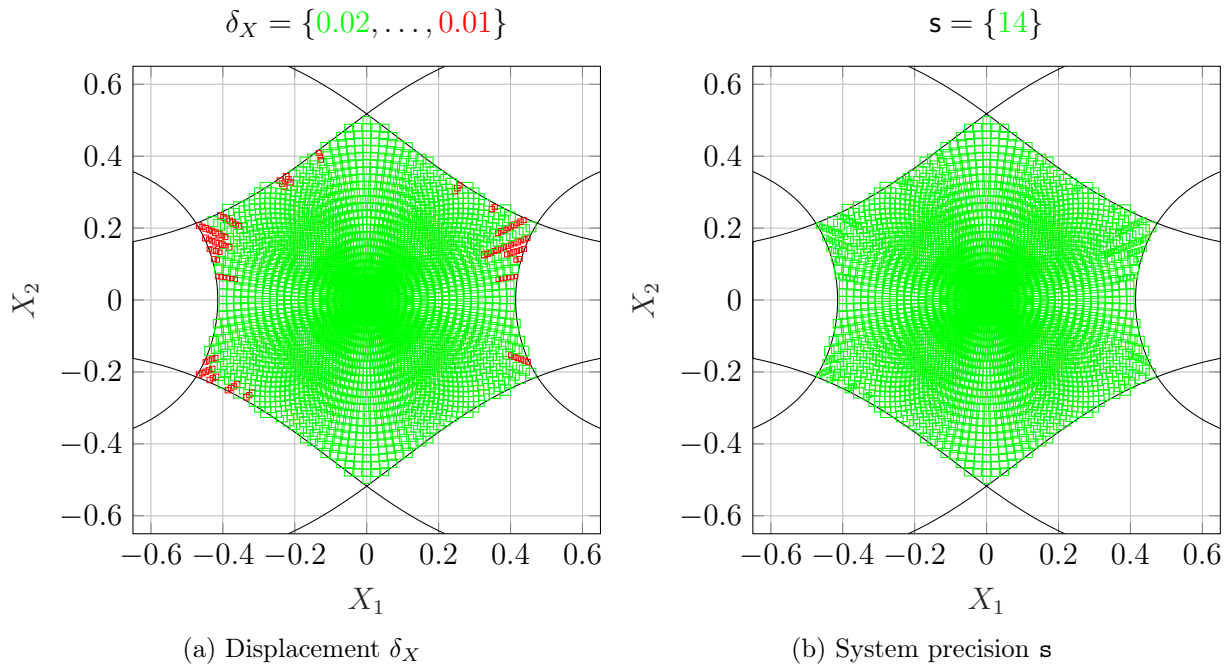 δ_X = {0.02, . . . , 0.01}
0.6
0.4
0.2
0
−0.2
−0.4
−0.6
X_2
−0.6 −0.4 −0.2 0 0.2 0.4 0.6
X_1
(a) Displacement δ_X
s = {14}
0.6
0.4
0.2
0
−0.2
−0.4
−0.6
X_2
−0.6 −0.4 −0.2 0 0.2 0.4 0.6
X_1
(b) System precision s